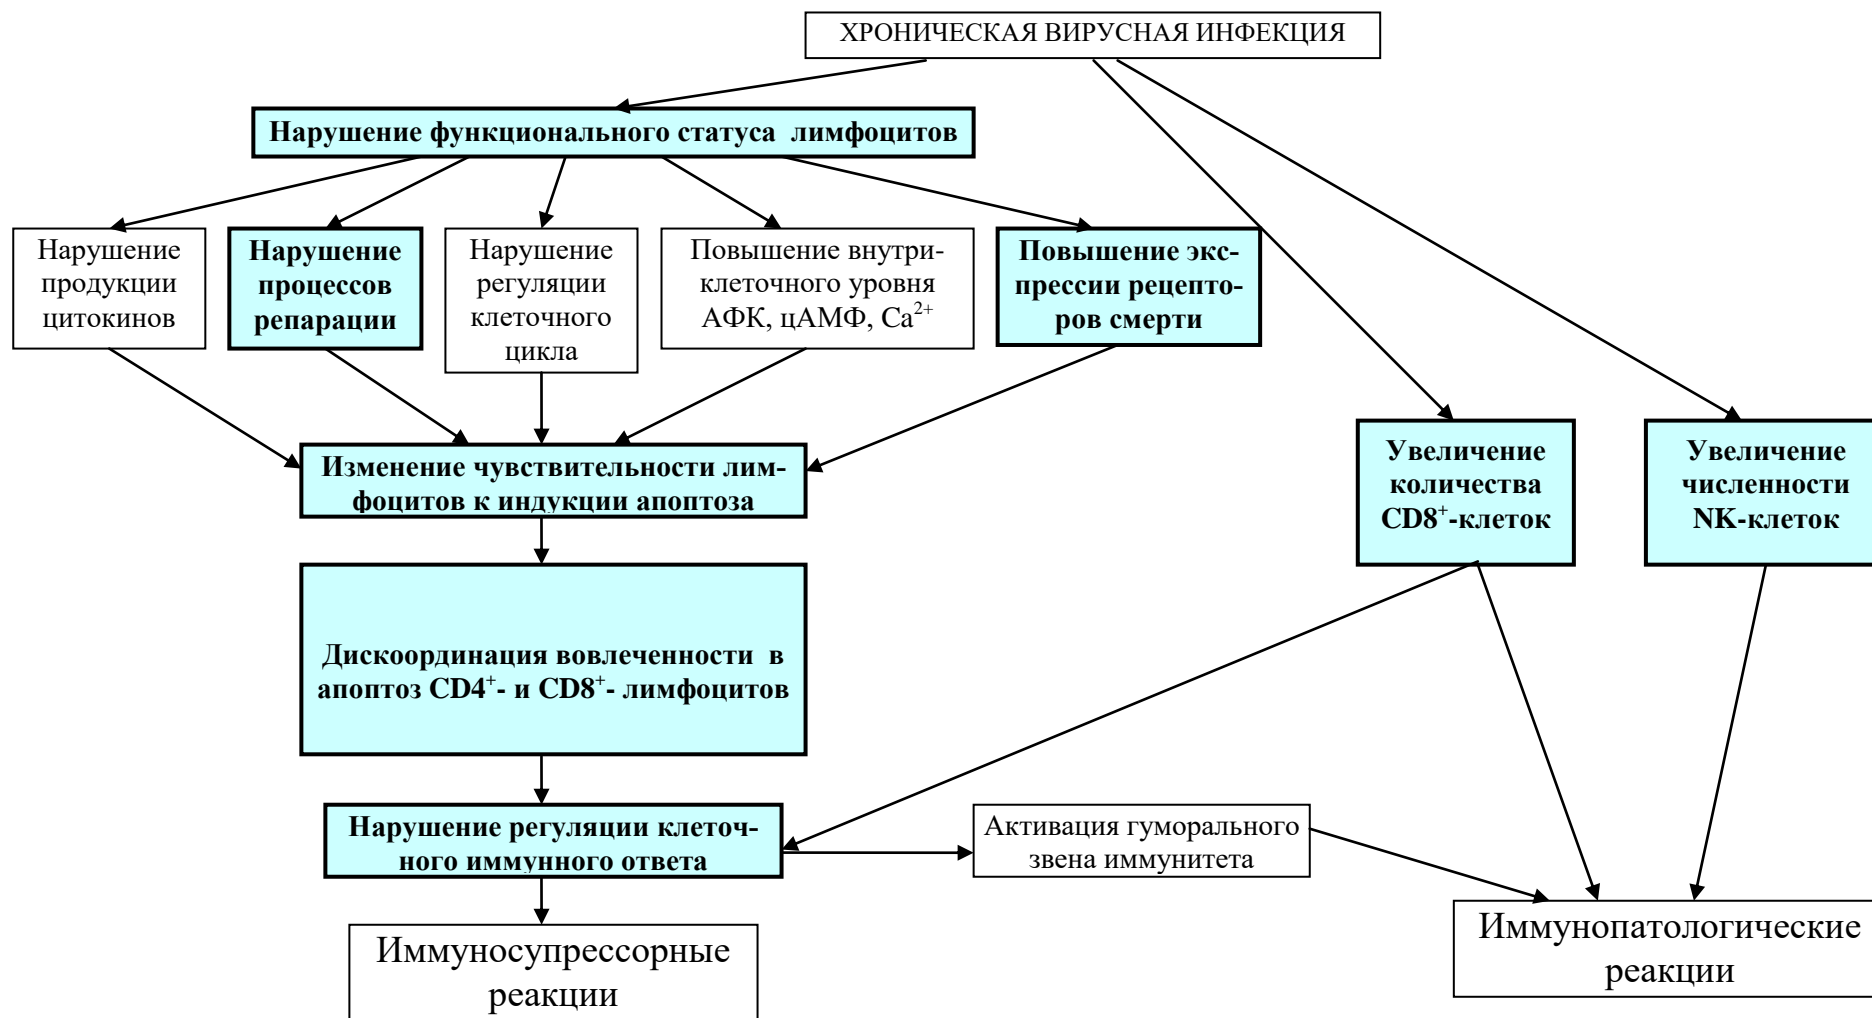 ХРОНИЧЕСКАЯ ВИРУСНАЯ ИНФЕКЦИЯ
Нарушение функционального статуса лимфоцитов
Нарушение
продукции
цитокинов
Нарушение
процессов
репарации
Нарушение
регуляции
клеточного
цикла
Повышение внутри-
клеточного уровня
АФК, цАМФ, Ca²⁺
Повышение экс-
прессии рецепто-
ров смерти
Изменение чувствительности лим-
фоцитов к индукции апоптоза
Увеличение
количества
CD8⁺-клеток
Увеличение
численности
NK-клеток
Дискоординация вовлеченности в
апоптоз CD4⁺- и CD8⁺- лимфоцитов
Нарушение регуляции клеточ-
ного иммунного ответа
Активация гуморального
звена иммунитета
Иммуносупрессорные
реакции
Иммунопатологические
реакции